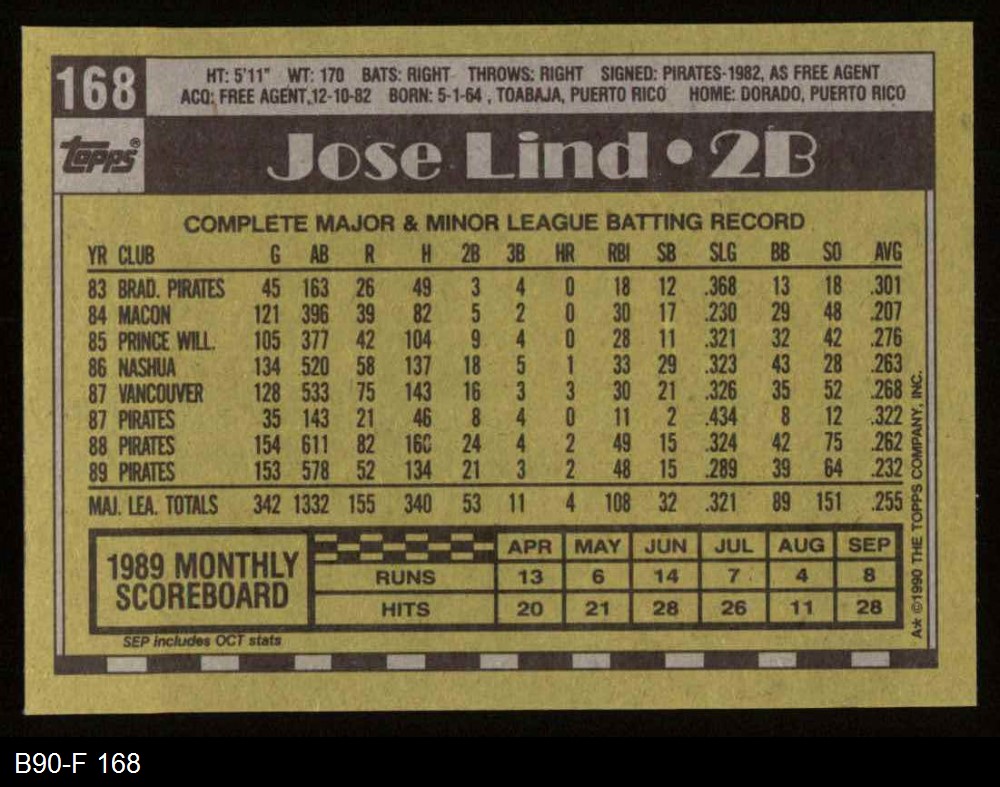 168
HT: 5'11" WT: 170 BATS: RIGHT THROWS: RIGHT SIGNED: PIRATES-1982, AS FREE AGENT
ACQ: FREE AGENT,12-10-82 BORN: 5-1-64 , TOABAJA, PUERTO RICO HOME: DORADO, PUERTO RICO
topps®
Jose Lind • 2B
COMPLETE MAJOR & MINOR LEAGUE BATTING RECORD
YR CLUB G AB R H 2B 3B HR RBI SB SLG BB SO AVG
83 BRAD. PIRATES 45 163 26 49 3 4 0 18 12 .368 13 18 .301
84 MACON 121 396 39 82 5 2 0 30 17 .230 29 48 .207
85 PRINCE WILL. 105 377 42 104 9 4 0 28 11 .321 32 42 .276
86 NASHUA 134 520 58 137 18 5 1 33 29 .323 43 28 .263
87 VANCOUVER 128 533 75 143 16 3 3 30 21 .326 35 52 .268
87 PIRATES 35 143 21 46 8 4 0 11 2 .434 8 12 .322
88 PIRATES 154 611 82 160 24 4 2 49 15 .324 42 75 .262
89 PIRATES 153 578 52 134 21 3 2 48 15 .289 39 64 .232
MAJ. LEA. TOTALS 342 1332 155 340 53 11 4 108 32 .321 89 151 .255
1989 MONTHLY
SCOREBOARD
APR MAY JUN JUL AUG SEP
RUNS 13 6 14 7 4 8
HITS 20 21 28 26 11 28
SEP includes OCT stats
A* ©1990 THE TOPPS COMPANY, INC.
B90-F 168